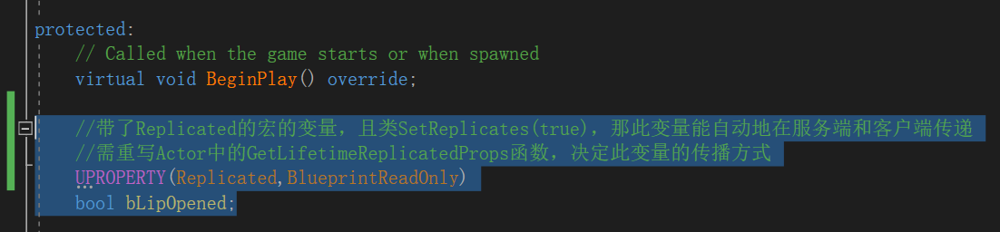 protected:
// Called when the game starts or when spawned
virtual void BeginPlay() override;
//带了Replicated的宏的变量，且类SetReplicates(true)，那此变量能自动地在服务端和客户端传递
//需重写Actor中的GetLifetimeReplicatedProps函数，决定此变量的传播方式
UPROPERTY(Replicated,BlueprintReadOnly)
bool bLipOpened;